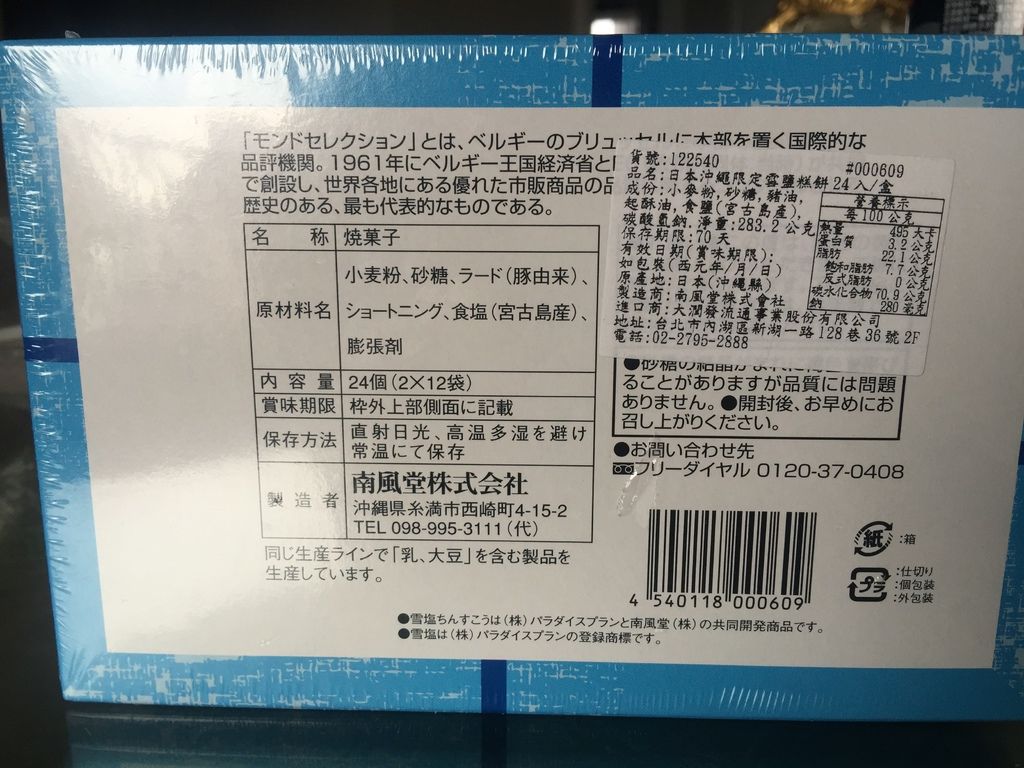 「モンドセレクション」とは、ベルギーのブリュッセルに本部を置く国際的な
品評機関。1961年にベルギー王国経済省と
で創設し、世界各地にある優れた市販商品の品
歴史のある、最も代表的なものである。
名 称 焼菓子
原材料名 小麦粉、砂糖、ラード(豚由来)、
ショートニング、食塩(宮古島産)、
膨張剤
内容量 24個(2×12袋)
賞味期限 枠外上部側面に記載
保存方法 直射日光、高温多湿を避け
常温にて保存
製造者 南風堂株式会社
沖縄県糸満市西崎町4-15-2
TEL 098-995-3111(代)
同じ生産ラインで「乳、大豆」を含む製品を
生産しています。
貨號:122540 #000609
品名:日本沖繩限定雪鹽糕餅24入/盒
成份:小麥粉,砂糖,豬油,
起酥油,食鹽(宮古島產),
碳酸氫鈉,淨重:283.2公克
保存期限:70天
有效日期(賞味期限):
如包裝(西元年/月/日)
原產地:日本(沖繩縣)
製造商:南風堂株式會社
進口商:大潤發流通事業股份有限公司
地址:台北市內湖區新湖一路128巷36號2F
電話:02-2795-2888
營養標示
每100公克
熱量 495大卡
蛋白質 3.2公克
脂肪 22.1公克
飽和脂肪 7.7公克
反式脂肪 0公克
碳水化合物 70.9公克
鈉 280毫克
●砂糖の結晶がまれに
ることがありますが品質には問題
ありません。●開封後、お早めにお
召し上がりください。
●お問い合わせ先
フリーダイヤル 0120-37-0408
4 540118 000609
紙 :箱
プラ :仕切り
:個包装
:外包装
●雪塩ちんすこうは(株)パラダイスプランと南風堂(株)の共同開発商品です。
●雪塩は(株)パラダイスプランの登録商標です。